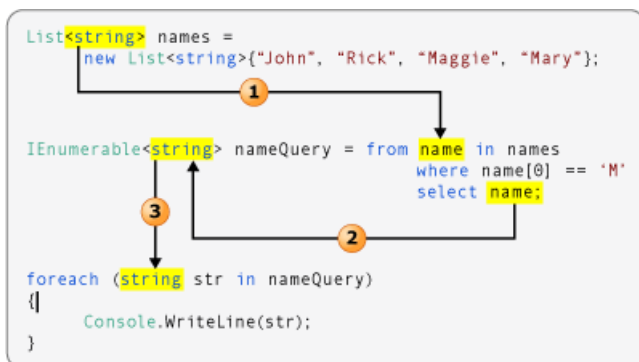 List<string> names =
new List<string>{“John”, “Rick”, “Maggie”, “Mary”};
1
IEnumerable<string> nameQuery = from name in names
where name[0] == ‘M’
select name;
3
2
foreach (string str in nameQuery)
{
Console.WriteLine(str);
}